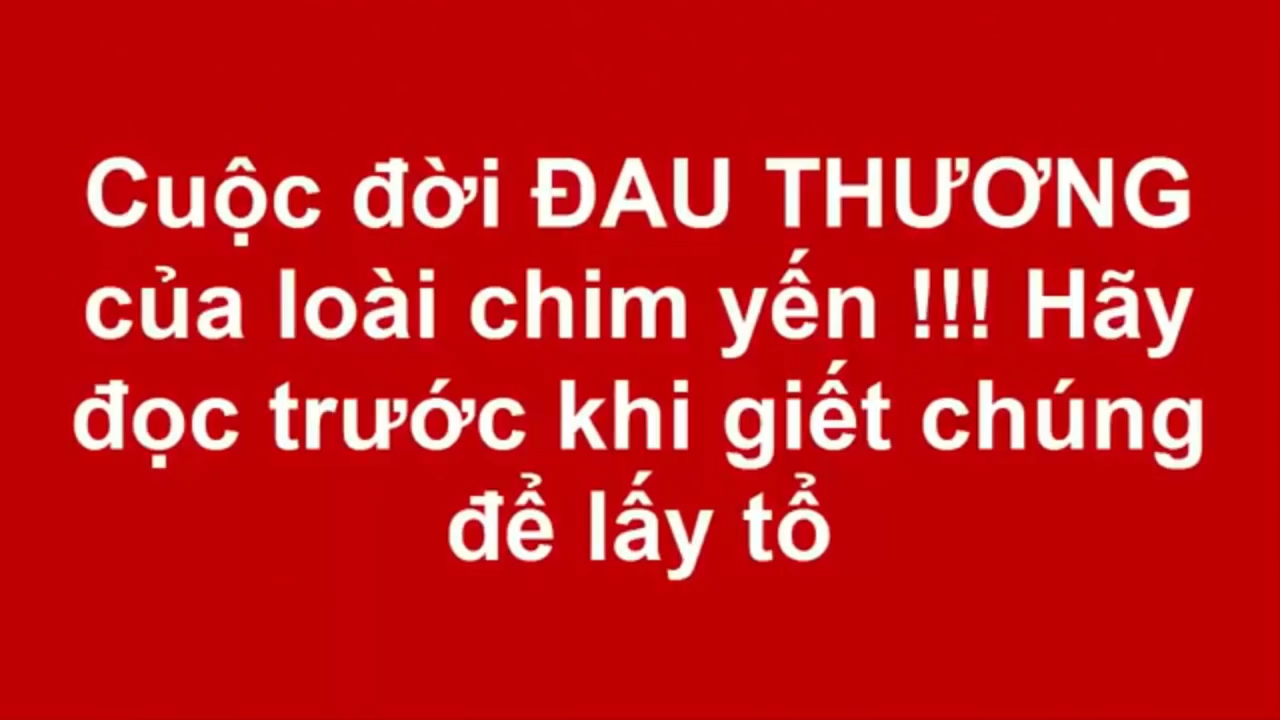 Cuộc đời ĐAU THƯƠNG
của loài chim yến !!! Hãy
đọc trước khi giết chúng
để lấy tổ